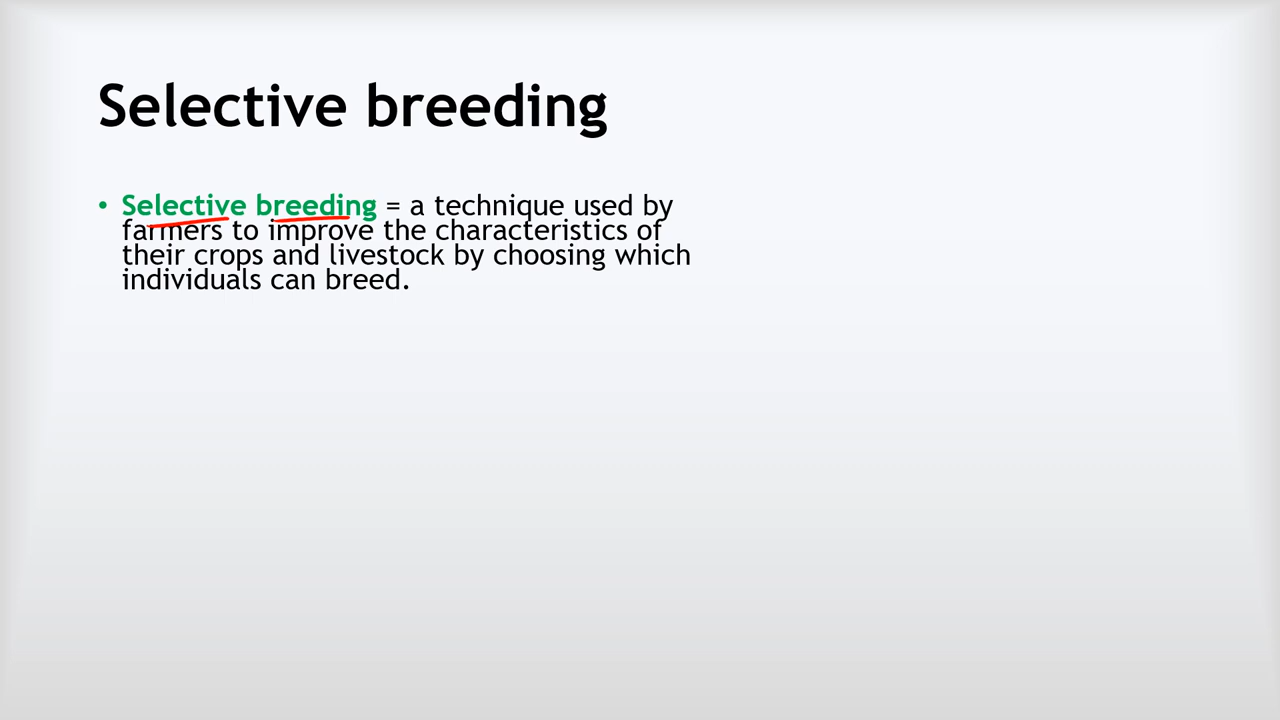 Selective breeding
• Selective breeding = a technique used by
farmers to improve the characteristics of
their crops and livestock by choosing which
individuals can breed.